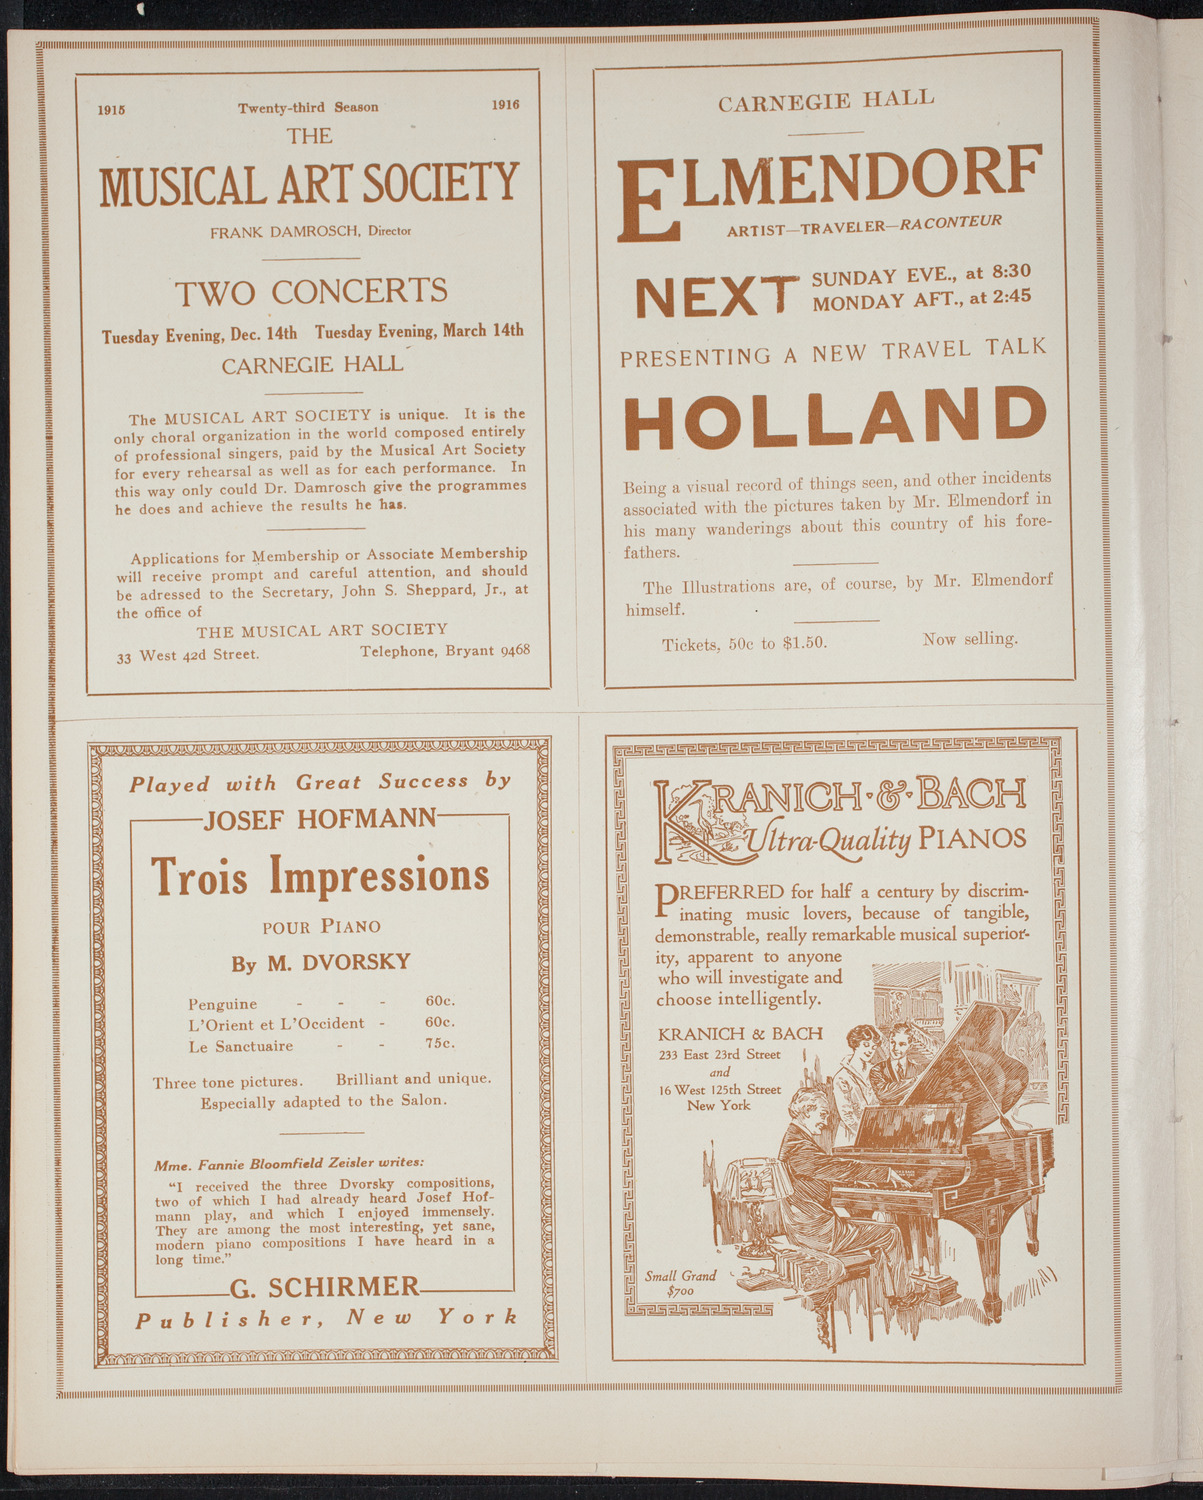 1915 Twenty-third Season 1916
THE
MUSICAL ART SOCIETY
FRANK DAMROSCH, Director
TWO CONCERTS
Tuesday Evening, Dec. 14th Tuesday Evening, March 14th
CARNEGIE HALL
The MUSICAL ART SOCIETY is unique. It is the
only choral organization in the world composed entirely
of professional singers, paid by the Musical Art Society
for every rehearsal as well as for each performance. In
this way only could Dr. Damrosch give the programmes
he does and achieve the results he has.
Applications for Membership or Associate Membership
will receive prompt and careful attention, and should
be adressed to the Secretary, John S. Sheppard, Jr., at
the office of
THE MUSICAL ART SOCIETY
33 West 42d Street. Telephone, Bryant 9468
CARNEGIE HALL
ELMENDORF
ARTIST—TRAVELER—RACONTEUR
NEXT SUNDAY EVE., at 8:30
MONDAY AFT., at 2:45
PRESENTING A NEW TRAVEL TALK
HOLLAND
Being a visual record of things seen, and other incidents
associated with the pictures taken by Mr. Elmendorf in
his many wanderings about this country of his fore-
fathers.
The Illustrations are, of course, by Mr. Elmendorf
himself.
Tickets, 50c to $1.50. Now selling.
Played with Great Success by
JOSEF HOFMANN
Trois Impressions
POUR PIANO
By M. DVORSKY
Penguine - - - 60c.
L'Orient et L'Occident - 60c.
Le Sanctuaire - - 75c.
Three tone pictures. Brilliant and unique.
Especially adapted to the Salon.
Mme. Fannie Bloomfield Zeisler writes:
"I received the three Dvorsky compositions,
two of which I had already heard Josef Hof-
mann play, and which I enjoyed immensely.
They are among the most interesting, yet sane,
modern piano compositions I have heard in a
long time."
G. SCHIRMER
Publisher, New York
KRANICH & BACH
Ultra-Quality PIANOS
PREFERRED for half a century by discrim-
inating music lovers, because of tangible,
demonstrable, really remarkable musical superior-
ity, apparent to anyone
who will investigate and
choose intelligently.
KRANICH & BACH
233 East 23rd Street
and
16 West 125th Street
New York
Small Grand
$700